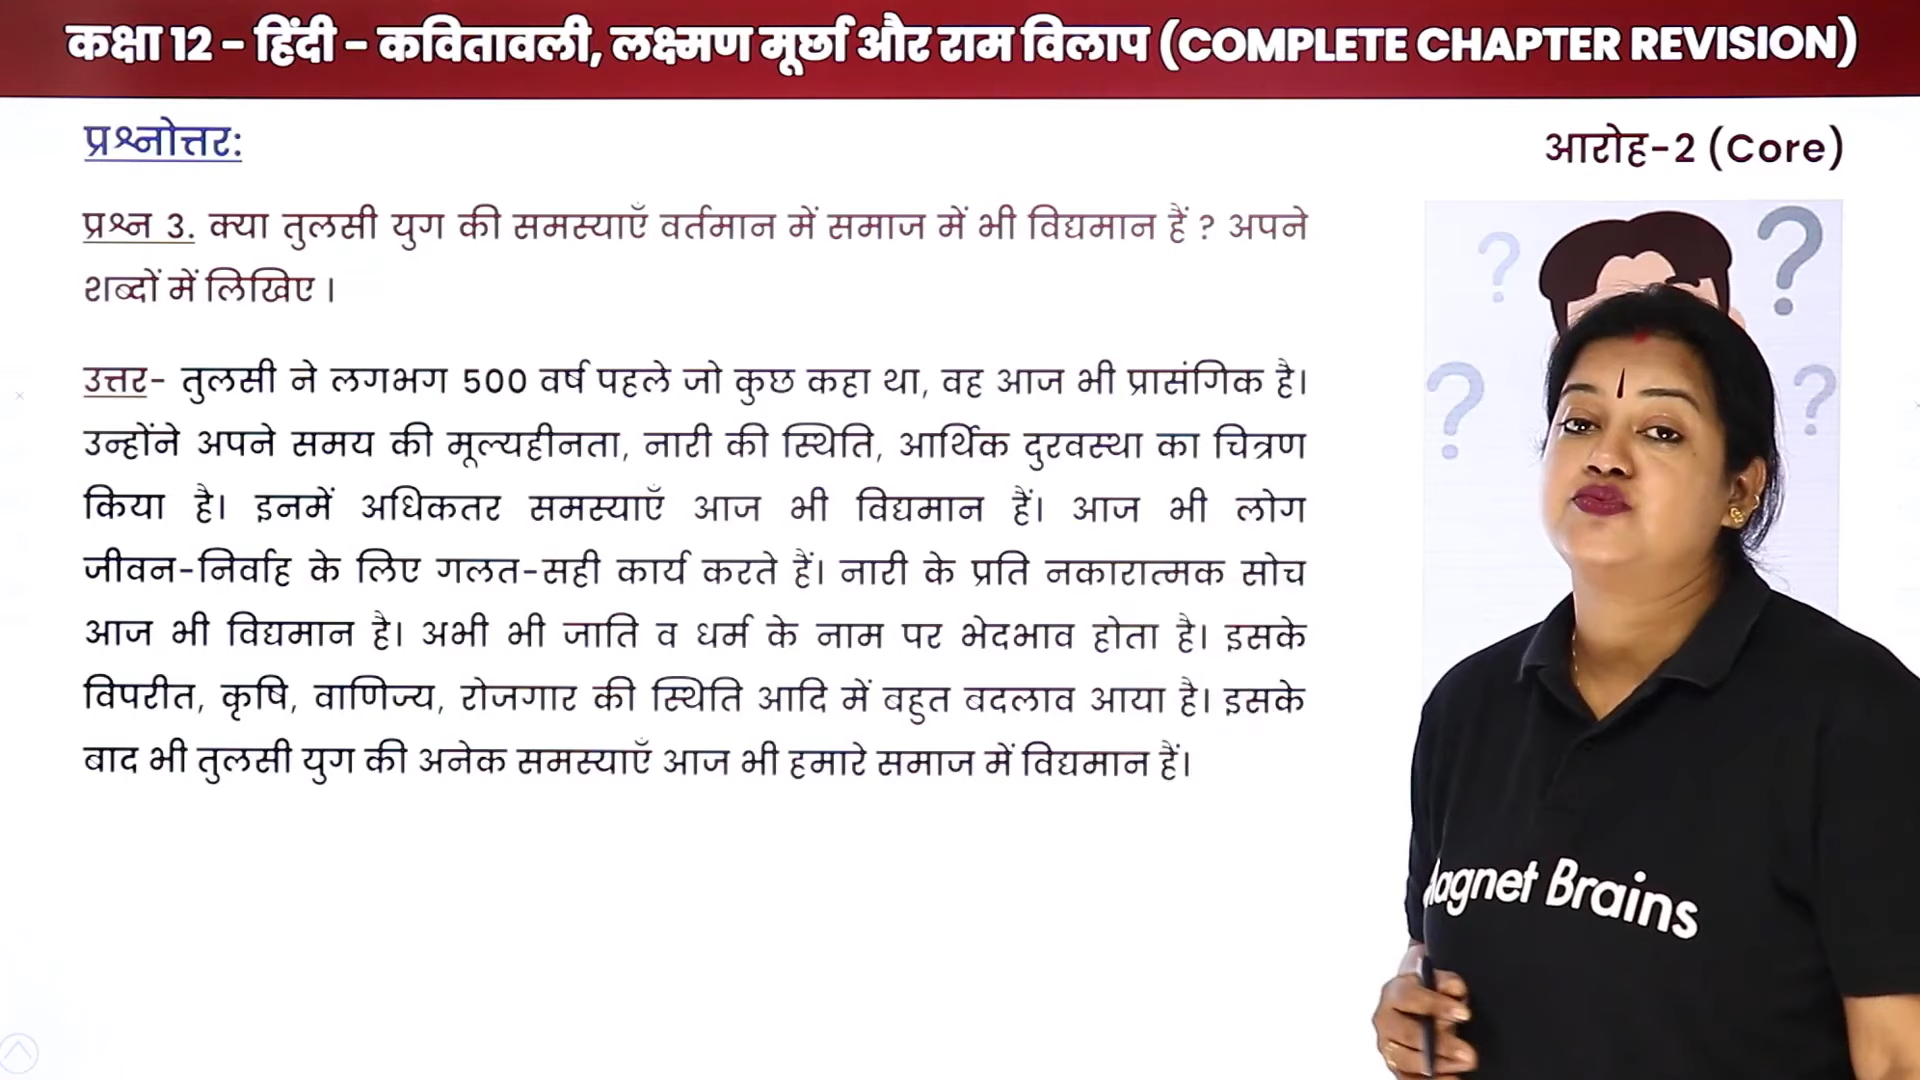 कक्षा 12 – हिंदी – कवितावली, लक्ष्मण मूर्छा और राम विलाप (COMPLETE CHAPTER REVISION)
प्रश्नोत्तर:
आरोह-2 (Core)
प्रश्न 3. क्या तुलसी युग की समस्याएँ वर्तमान में समाज में भी विद्यमान हैं ? अपने
शब्दों में लिखिए ।
उत्तर- तुलसी ने लगभग 500 वर्ष पहले जो कुछ कहा था, वह आज भी प्रासंगिक है।
उन्होंने अपने समय की मूल्यहीनता, नारी की स्थिति, आर्थिक दुरवस्था का चित्रण
किया है। इनमें अधिकतर समस्याएँ आज भी विद्यमान हैं। आज भी लोग
जीवन-निर्वाह के लिए गलत-सही कार्य करते हैं। नारी के प्रति नकारात्मक सोच
आज भी विद्यमान है। अभी भी जाति व धर्म के नाम पर भेदभाव होता है। इसके
विपरीत, कृषि, वाणिज्य, रोजगार की स्थिति आदि में बहुत बदलाव आया है। इसके
बाद भी तुलसी युग की अनेक समस्याएँ आज भी हमारे समाज में विद्यमान हैं।
? ? ? ?
Brains